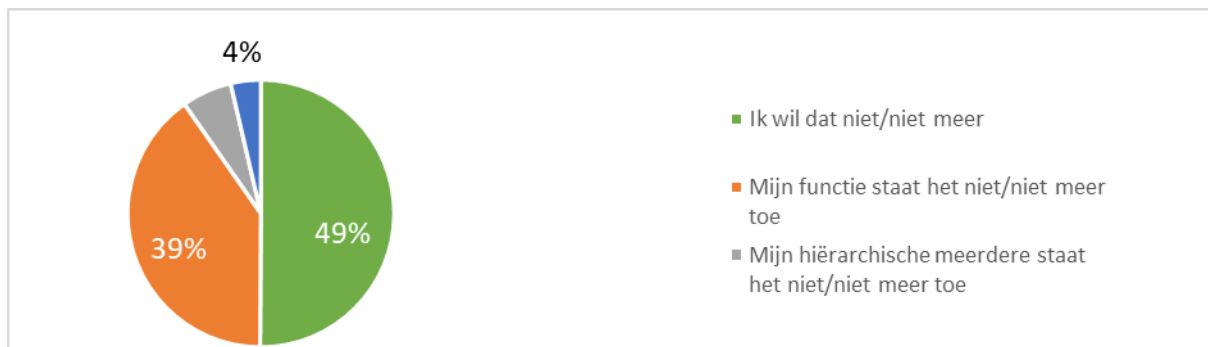 4%
49%
39%
Ik wil dat niet/niet meer
Mijn functie staat het niet/niet meer
toe
Mijn hiërarchische meerdere staat
het niet/niet meer toe